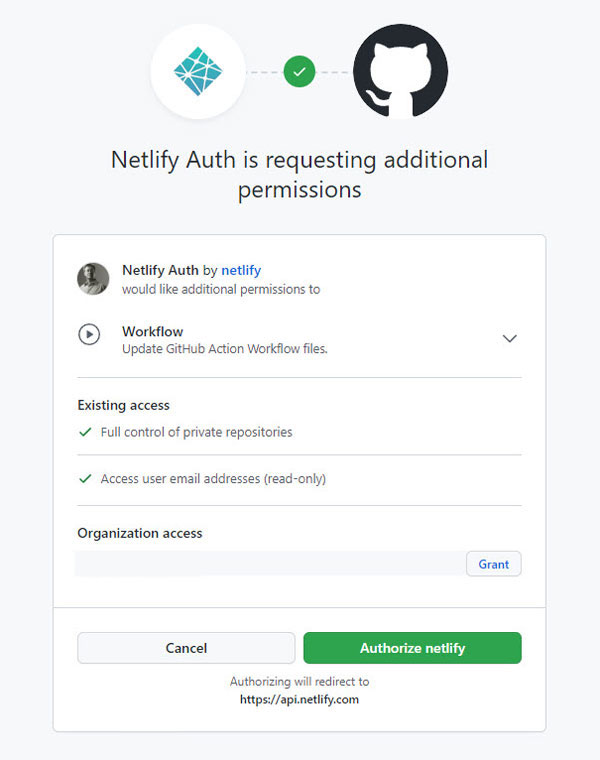 Netlify Auth is requesting additional
permissions
Netlify Auth by netlify
would like additional permissions to
Workflow
Update GitHub Action Workflow files.
Existing access
Full control of private repositories
Access user email addresses (read-only)
Organization access
Grant
Cancel
Authorize netlify
Authorizing will redirect to
https://api.netlify.com